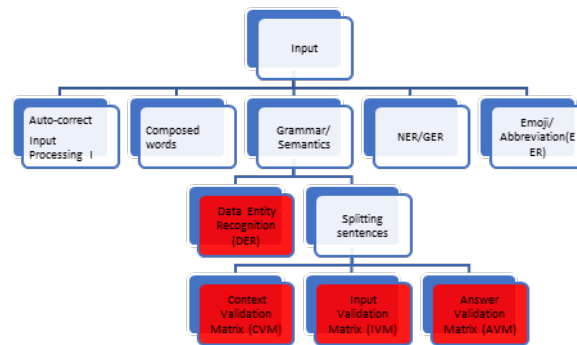 Input
Auto-correct
Input
Processing I
Composed
words
Grammar/
Semantics
NER/GER
Emoji/
Abbreviation(E
ER)
Data Entity
Recognition
(DER)
Splitting
sentences
Context
Validation
Matrix (CVM)
Input
Validation
Matrix (IVM)
Answer
Validation
Matrix (AVM)